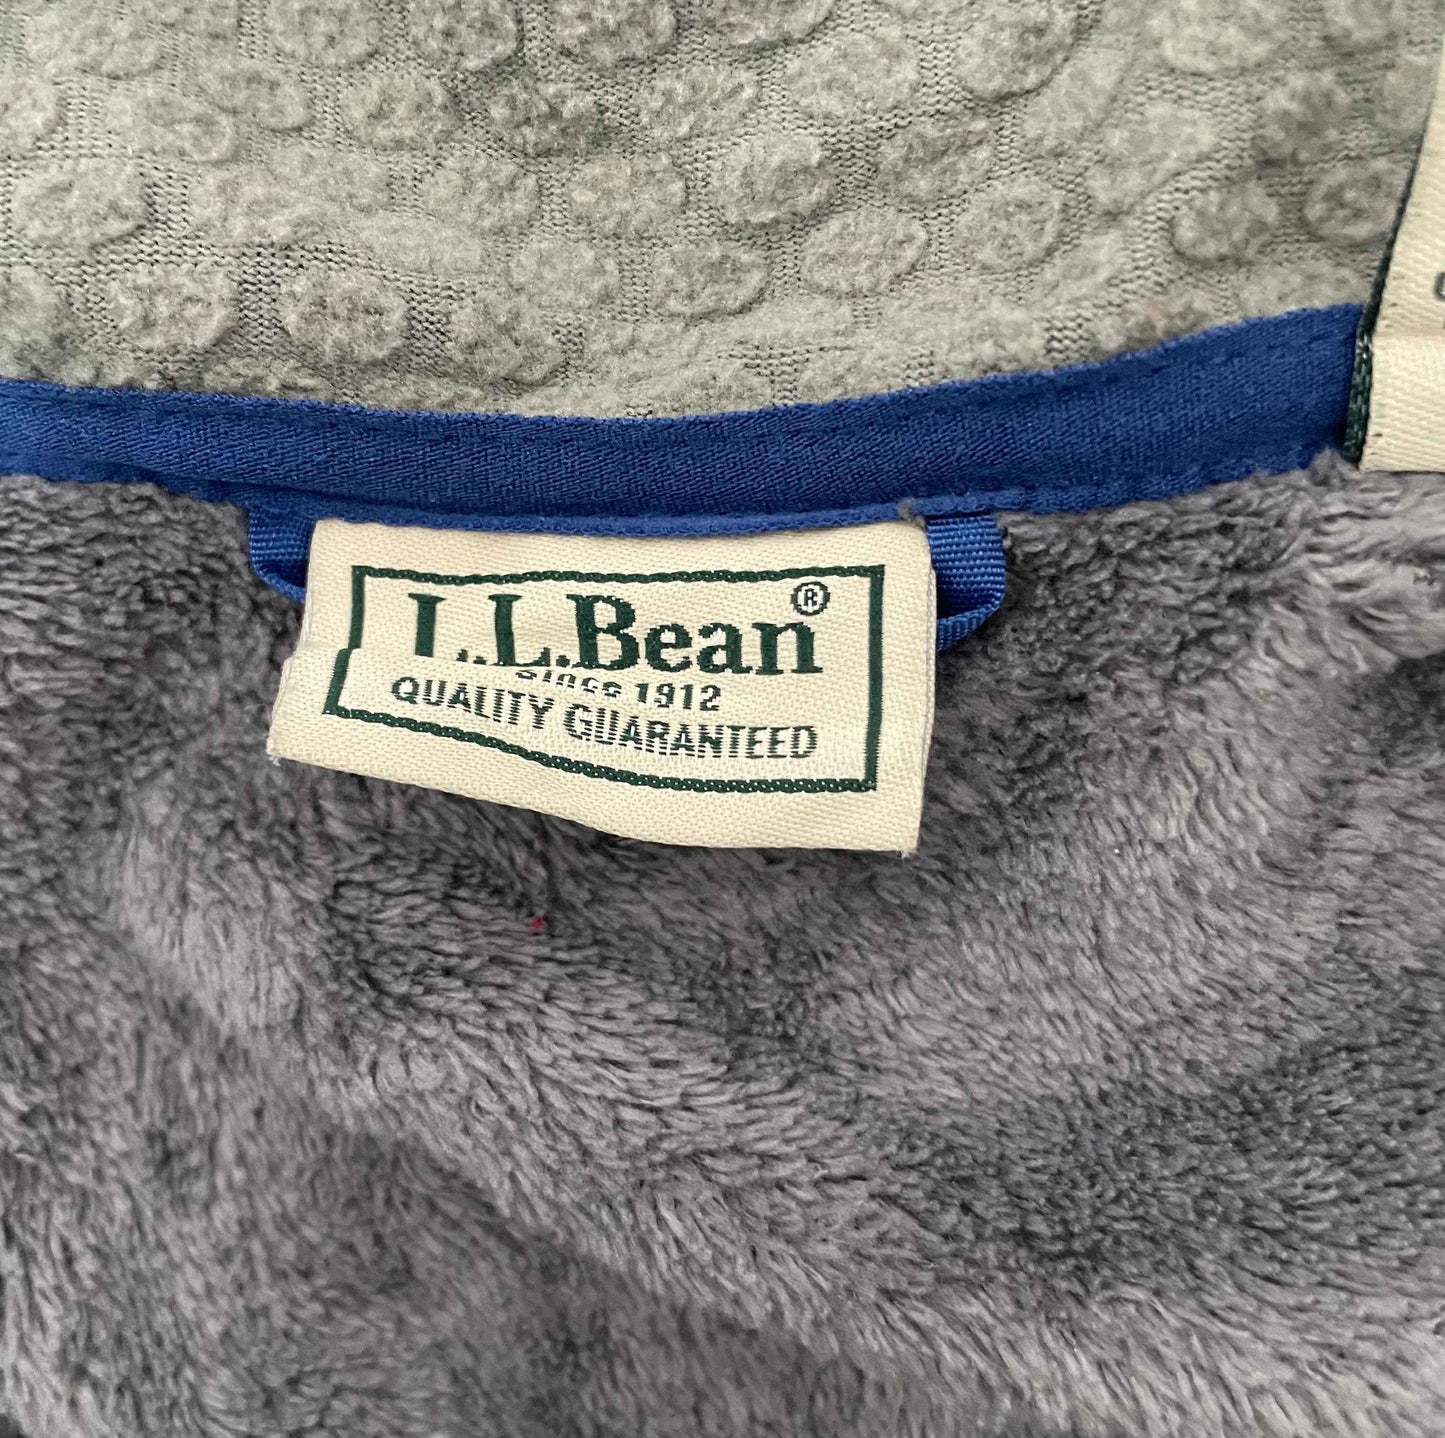 L.L.Bean®
Since 1912
QUALITY GUARANTEED